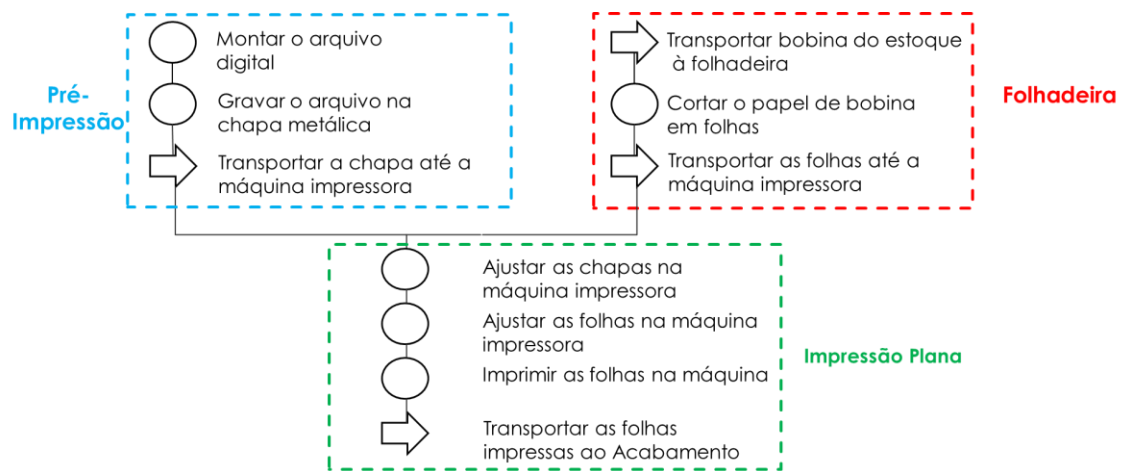 Pré-
Impressão
Montar o arquivo
digital
Gravar o arquivo na
chapa metálica
Transportar a chapa até a
máquina impressora
Transportar bobina do estoque
à folhadeira
Cortar o papel de bobina
em folhas
Transportar as folhas até a
máquina impressora
Folhadeira
Ajustar as chapas na
máquina impressora
Ajustar as folhas na máquina
impressora
Imprimir as folhas na máquina
Transportar as folhas
impressas ao Acabamento
Impressão Plana